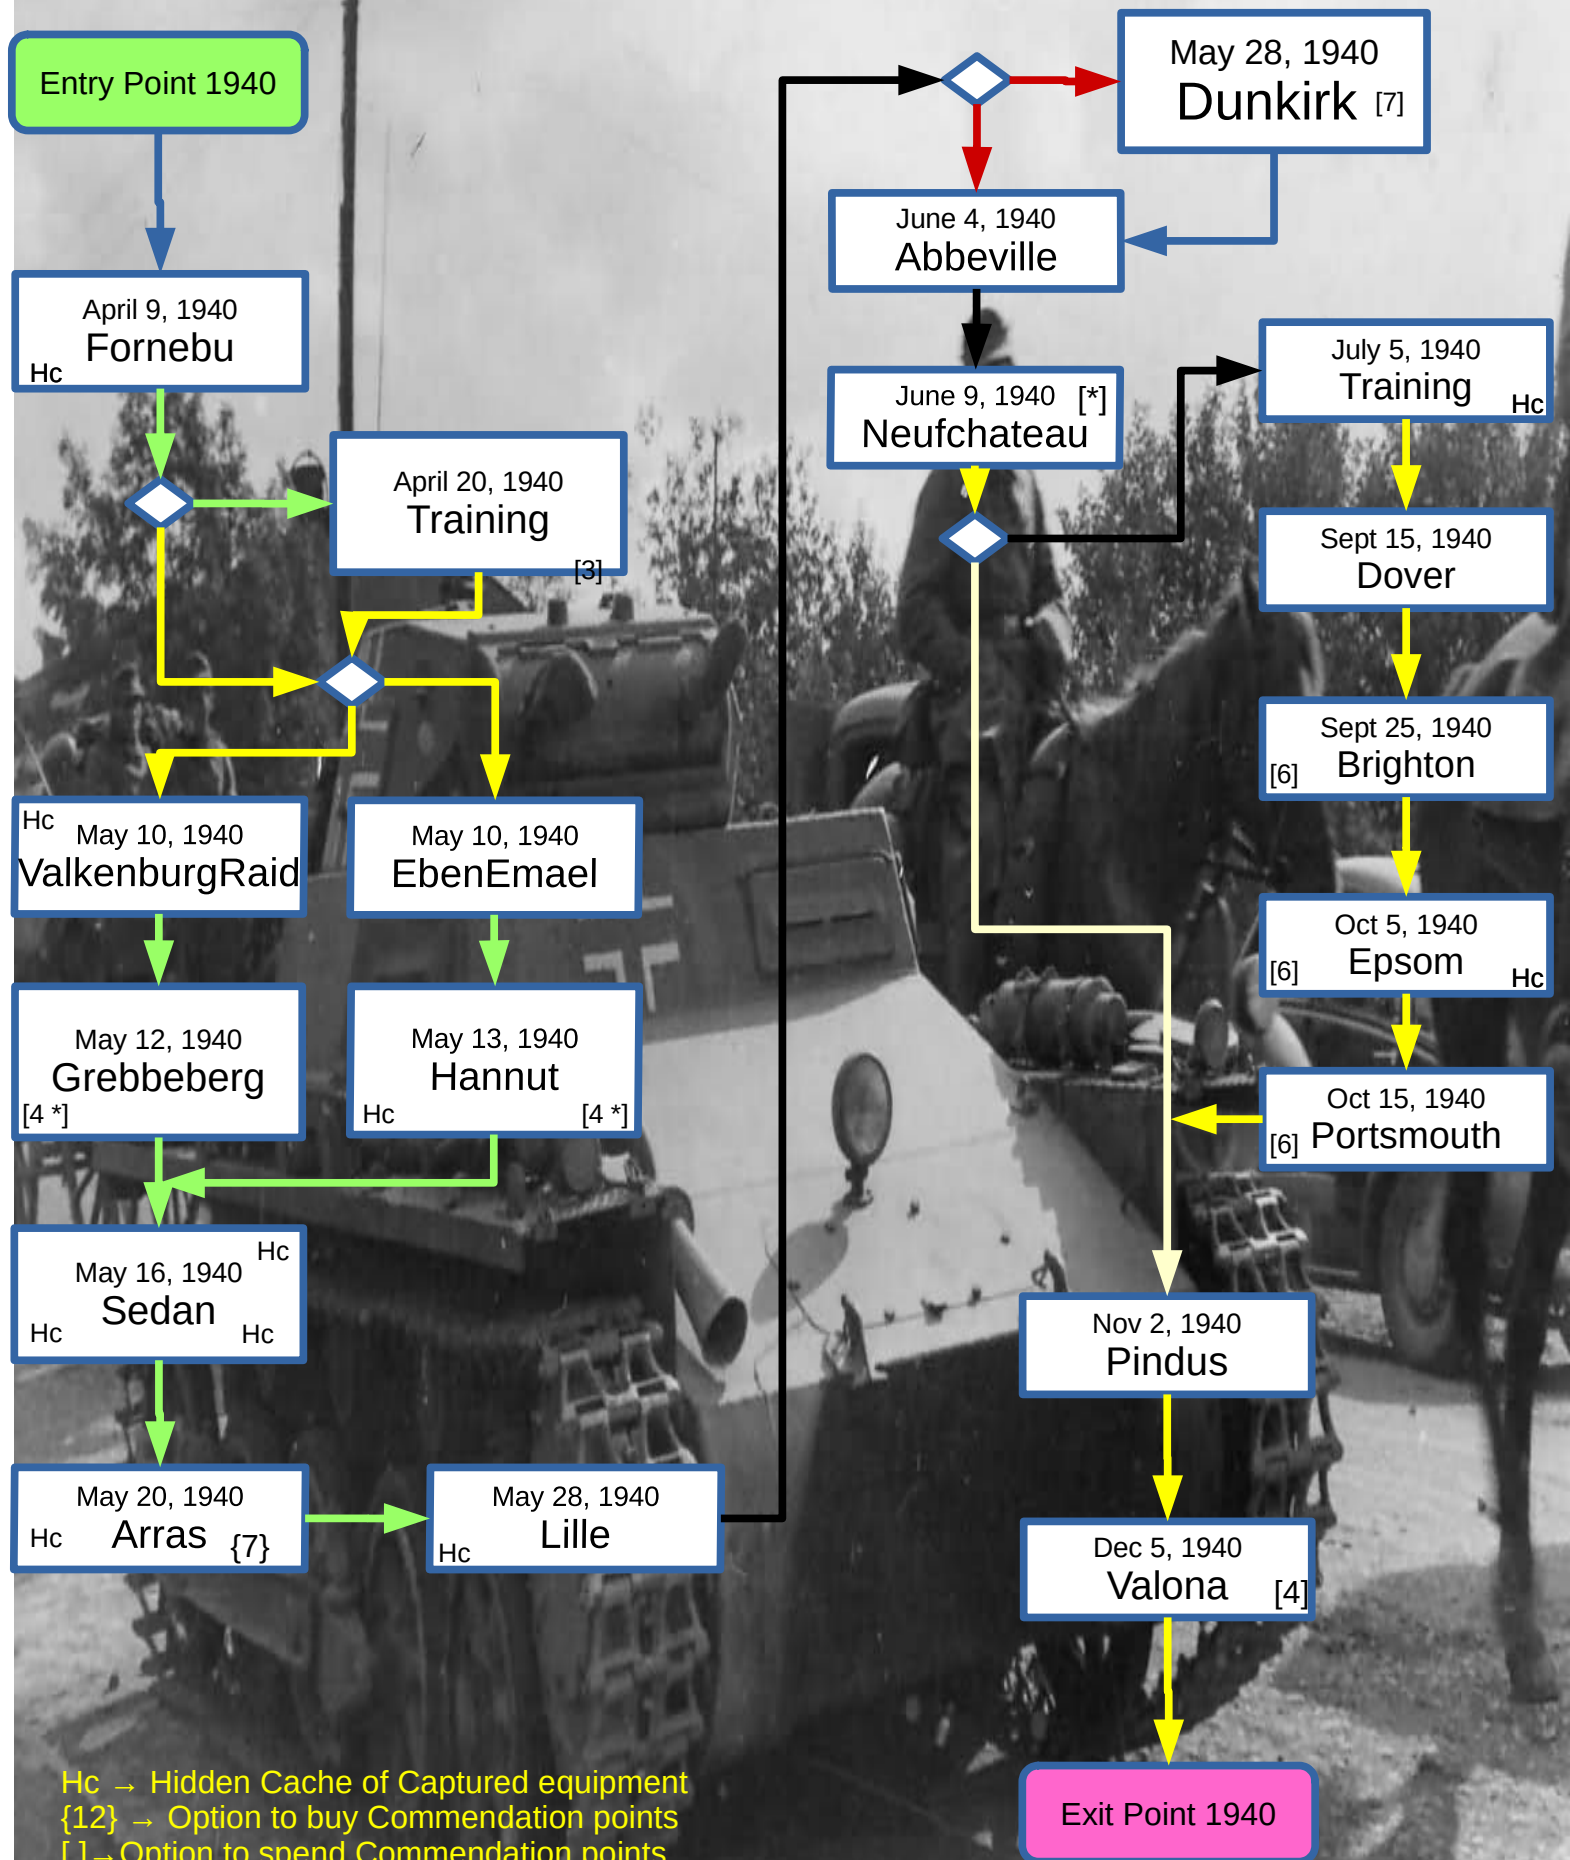 Entry Point 1940
April 9, 1940
Fornebu
Hc
April 20, 1940
Training
[3]
Hc
May 10, 1940
ValkenburgRaid
May 10, 1940
EbenEmael
May 12, 1940
Grebbeberg
[4 *]
May 13, 1940
Hannut
Hc
[4 *]
Hc
May 16, 1940
Sedan
Hc
Hc
May 20, 1940
Hc
Arras
{7}
May 28, 1940
Lille
Hc
May 28, 1940
Dunkirk
[7]
June 4, 1940
Abbeville
June 9, 1940
[*]
Neufchateau
July 5, 1940
Training
Hc
Sept 15, 1940
Dover
Sept 25, 1940
[6]
Brighton
Oct 5, 1940
[6]
Epsom
Hc
Oct 15, 1940
[6]
Portsmouth
Nov 2, 1940
Pindus
Dec 5, 1940
Valona
[4]
Exit Point 1940
Hc → Hidden Cache of Captured equipment
{12} → Option to buy Commendation points
[ ]→Option to spend Commendation points